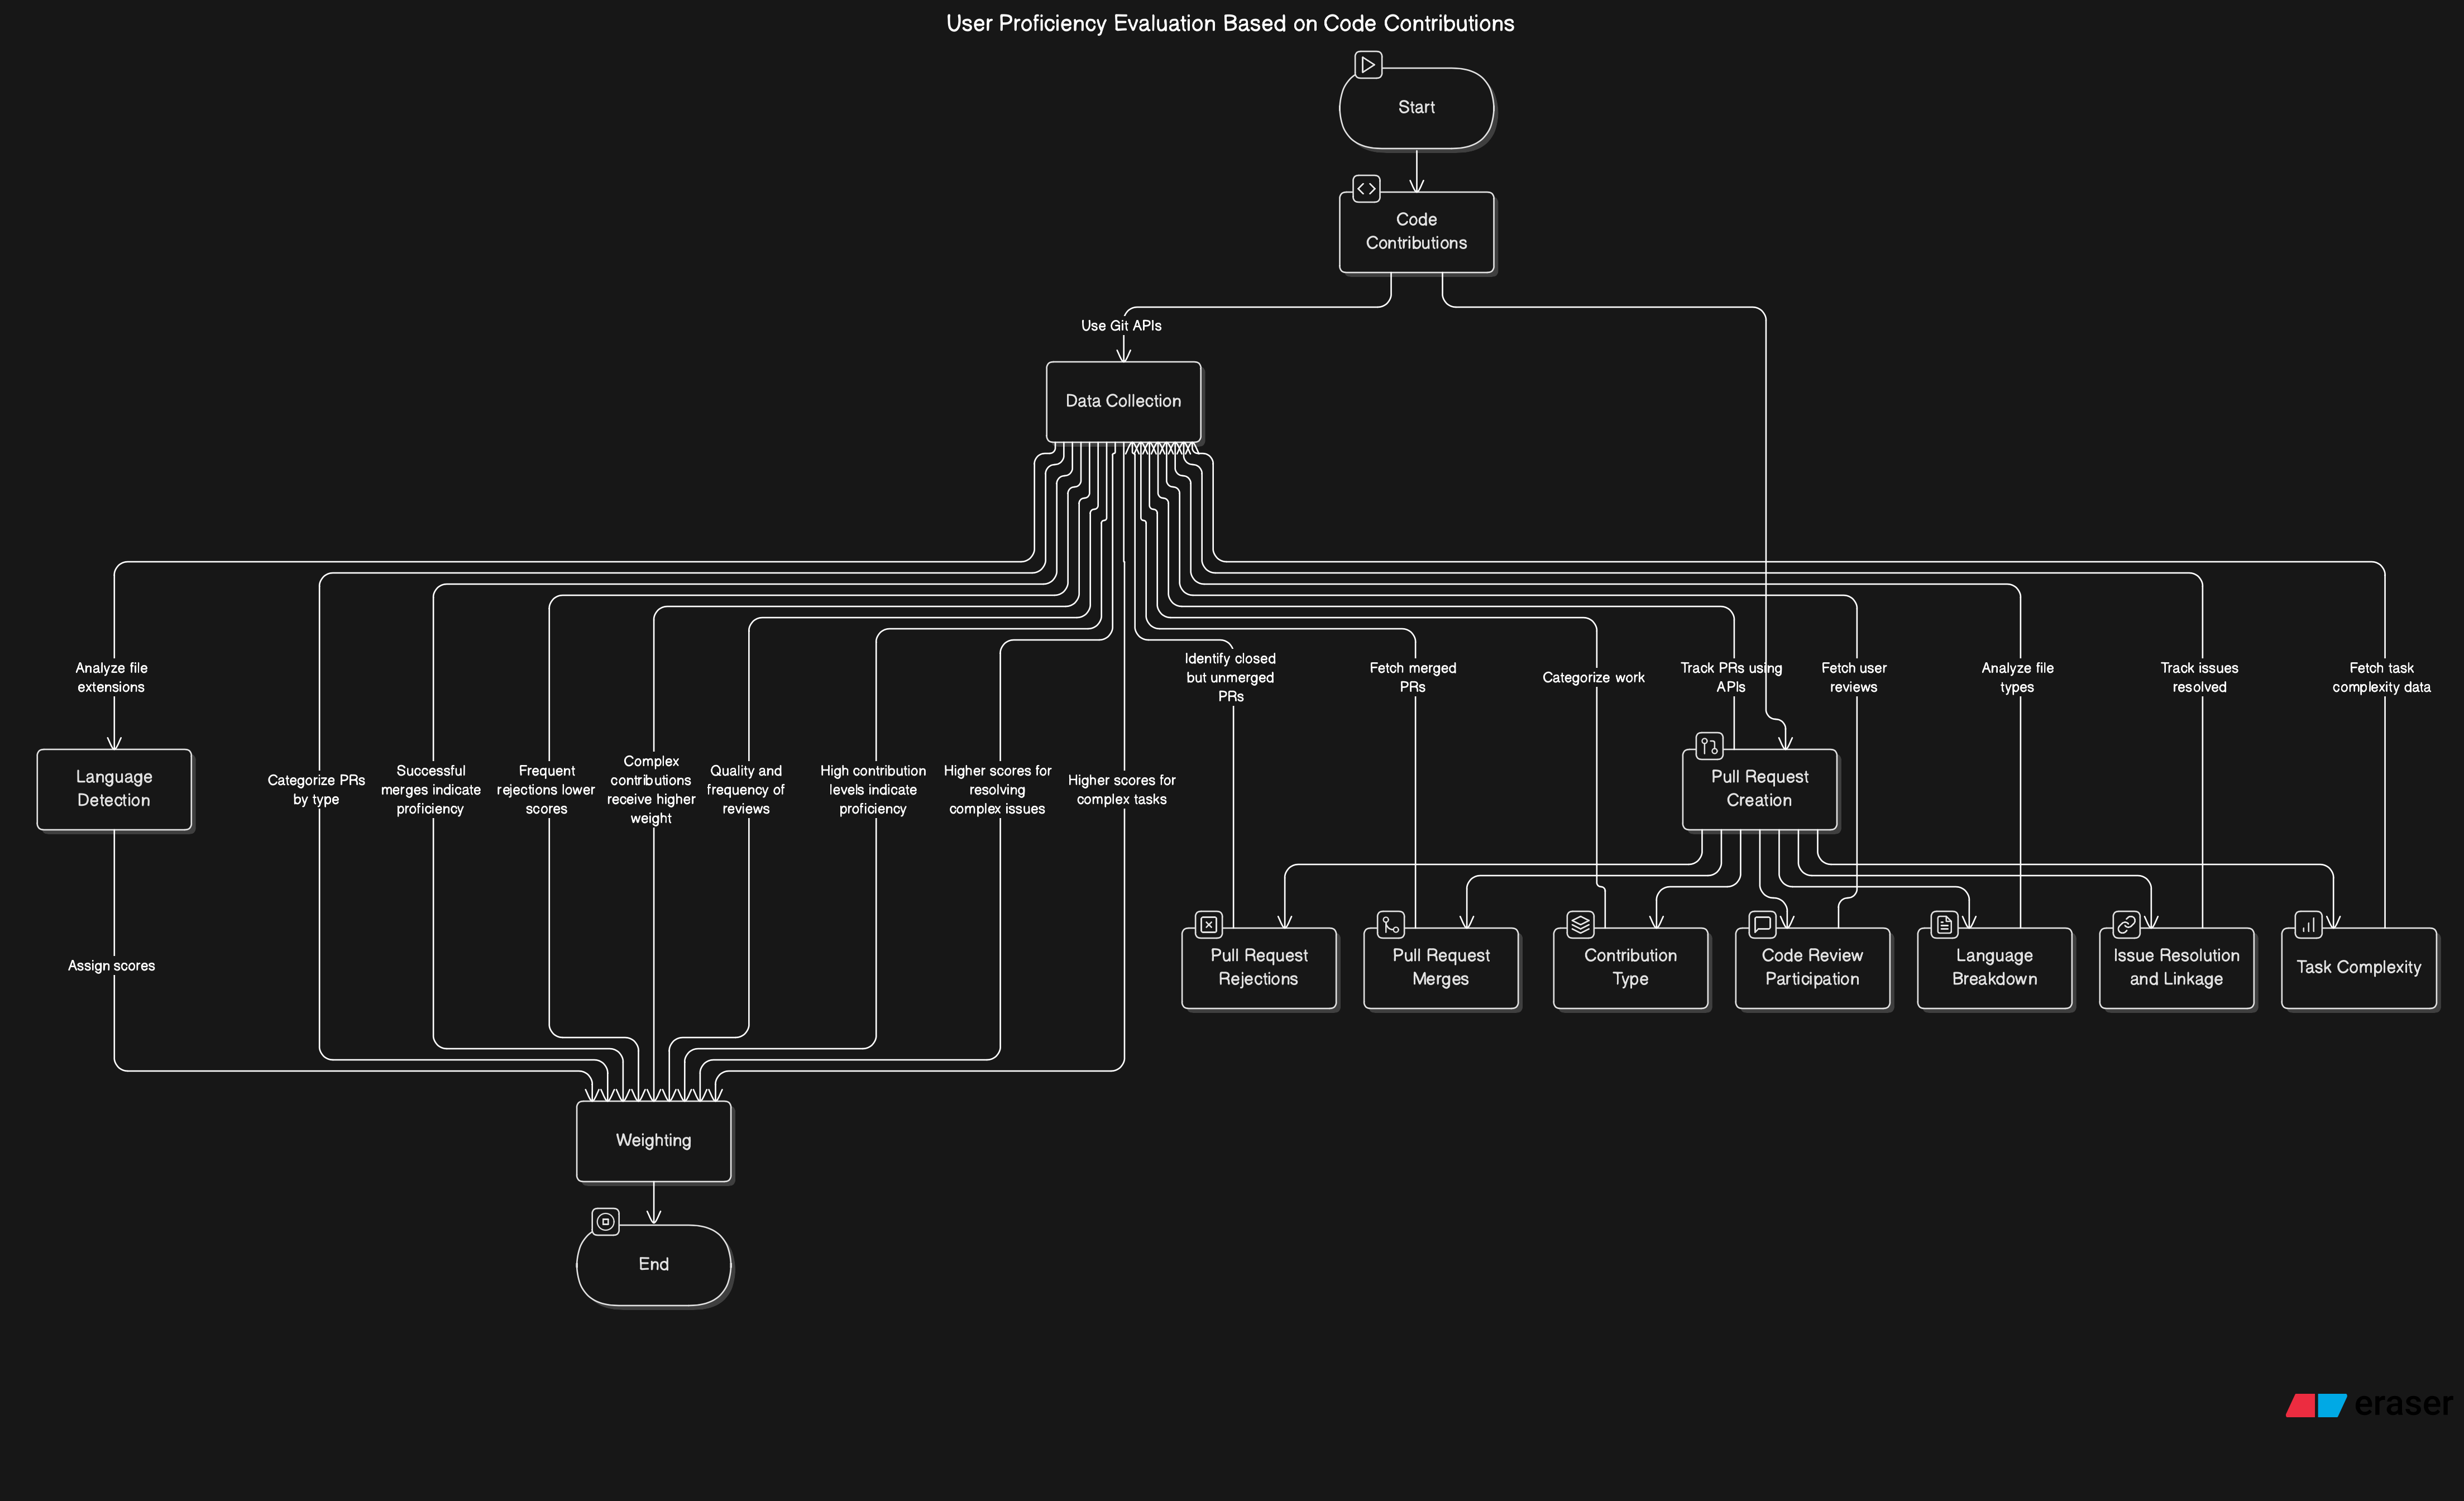 User Proficiency Evaluation Based on Code Contributions
Start
Code
Contributions
Use Git APIs
Data Collection
Analyze file
extensions
Identify closed
but unmerged
PRs
Fetch merged
PRs
Categorize work
Track PRs using
APIs
Fetch user
reviews
Analyze file
types
Track issues
resolved
Fetch task
complexity data
Language
Detection
Categorize PRs
by type
Successful
merges indicate
proficiency
Frequent
rejections lower
scores
Complex
contributions
receive higher
weight
Quality and
frequency of
reviews
High contribution
levels indicate
proficiency
Higher scores for
resolving
complex issues
Higher scores for
complex tasks
Pull Request
Creation
Assign scores
Pull Request
Rejections
Pull Request
Merges
Contribution
Type
Code Review
Participation
Language
Breakdown
Issue Resolution
and Linkage
Task Complexity
Weighting
End
eraser